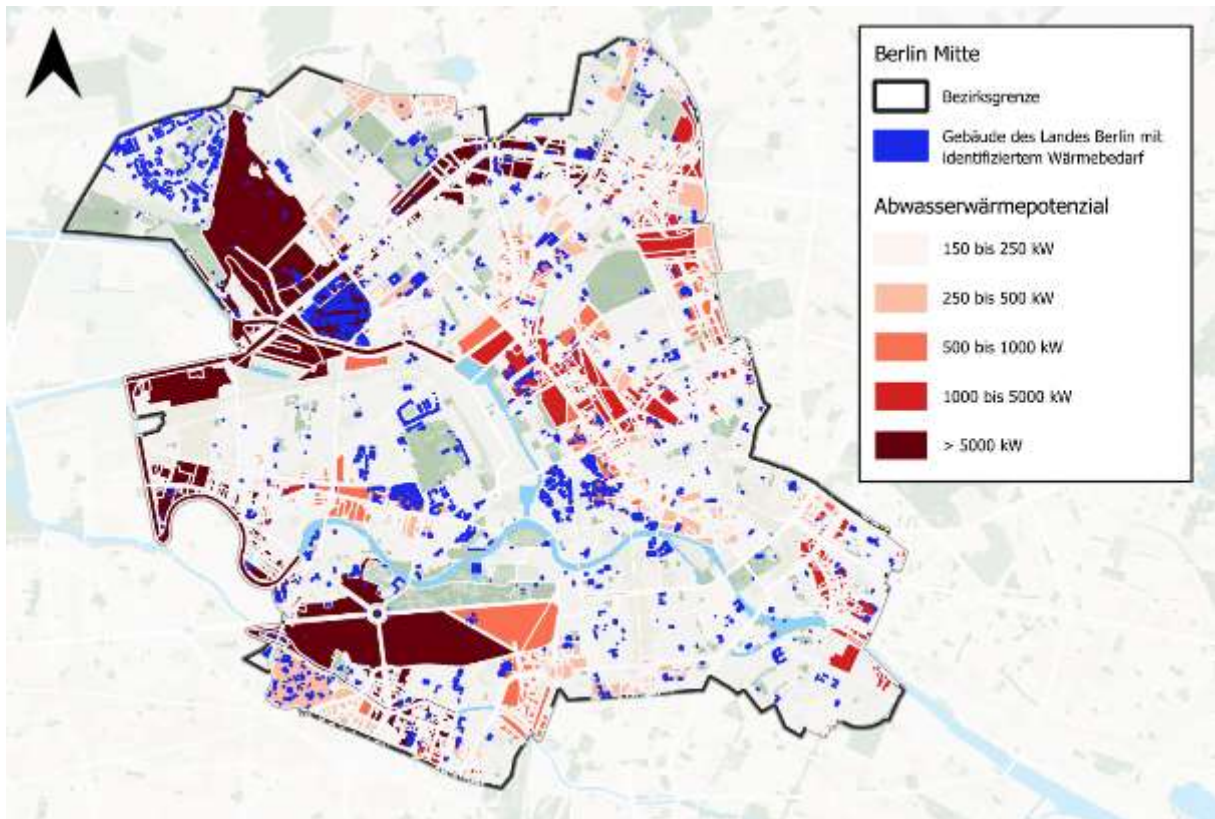 Berlin Mitte
Bezirksgrenze
Gebäude des Landes Berlin mit
Identifiziertem Wärmebedarf
Abwasserwärmepotenzial
150 bis 250 kW
250 bis 500 kW
500 bis 1000 kW
1000 bis 5000 kW
> 5000 kW